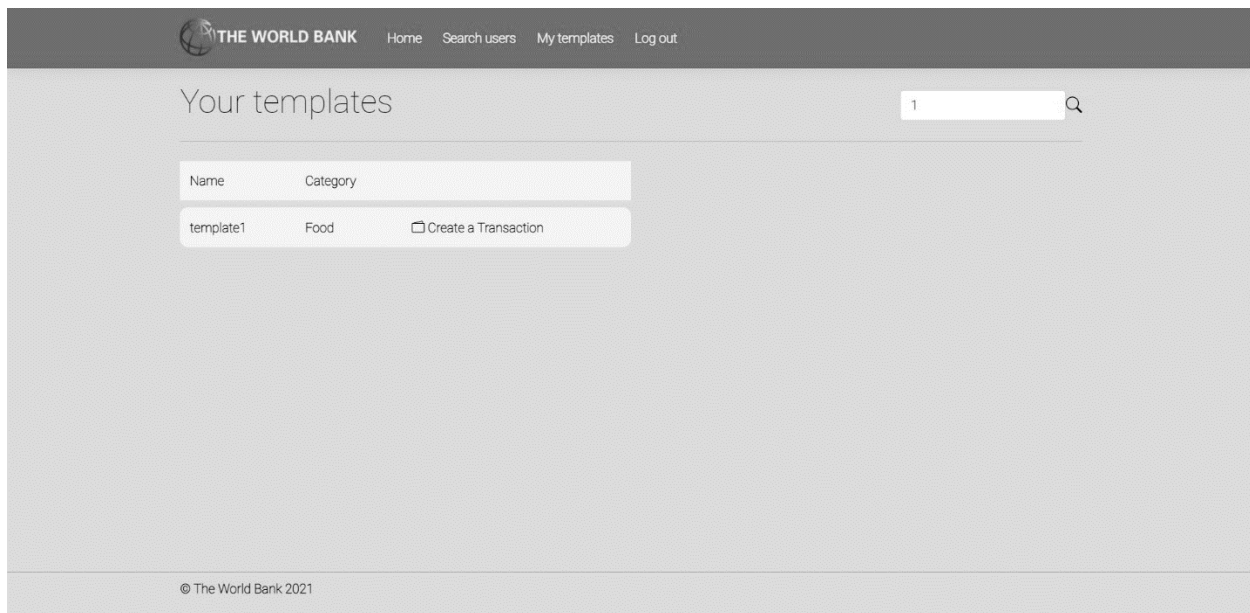 THE WORLD BANK Home Search users My templates Log out
Your templates 1
Name Category
template1 Food Create a Transaction
© The World Bank 2021